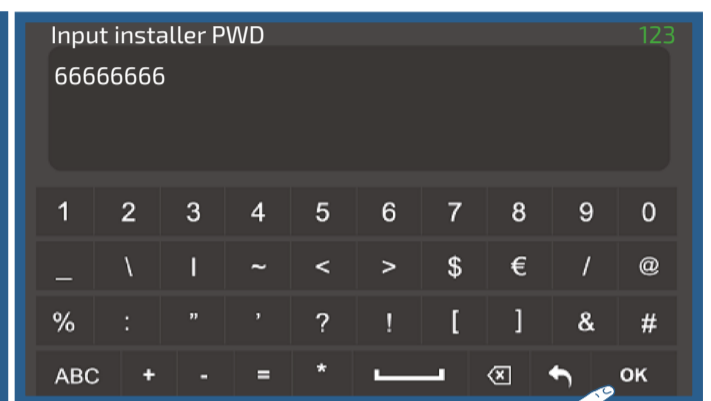 Input installer PWD 123
66666666
1 2 3 4 5 6 7 8 9 0
_ \ | ~ < > $ € / @
% : " ' ? ! [ ] & #
ABC + - = * OK